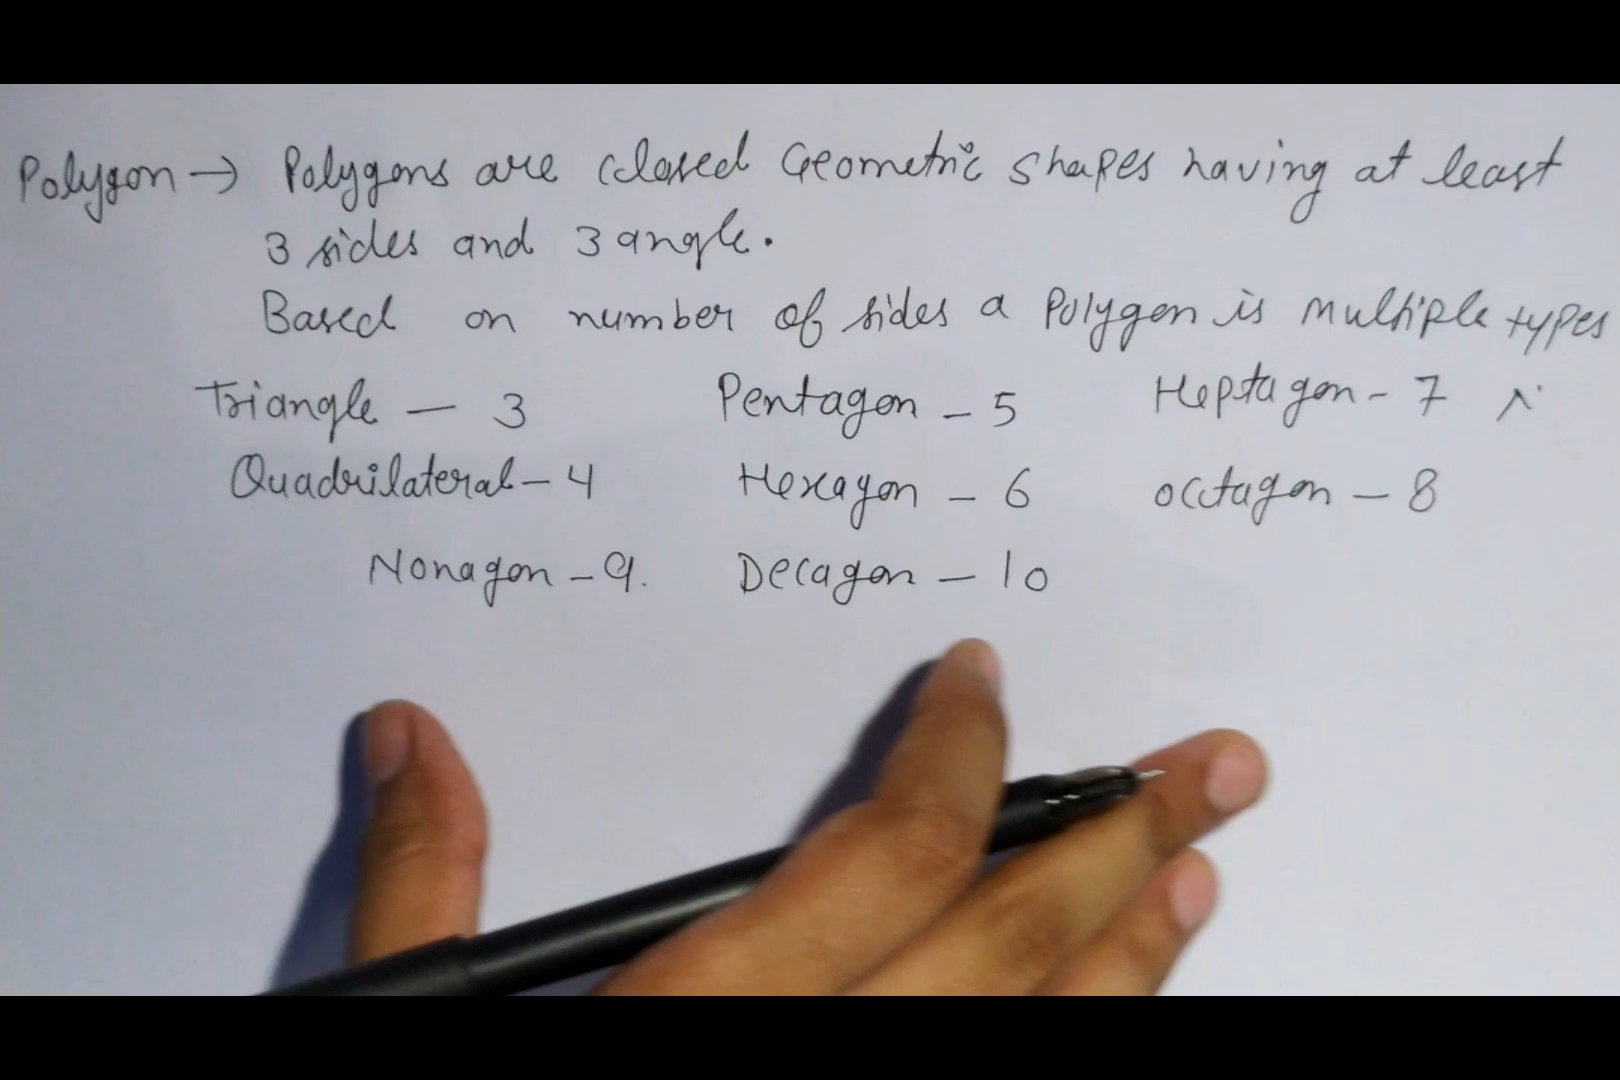 Polygon → Polygons are closed Geometric shapes having at least
3 sides and 3 angle.
Based on number of sides a Polygon is multiple types
Triangle — 3 Pentagon - 5 Heptagon - 7
Quadrilateral - 4 Hexagon - 6 Octagon - 8
Nonagon - 9. Decagon - 10